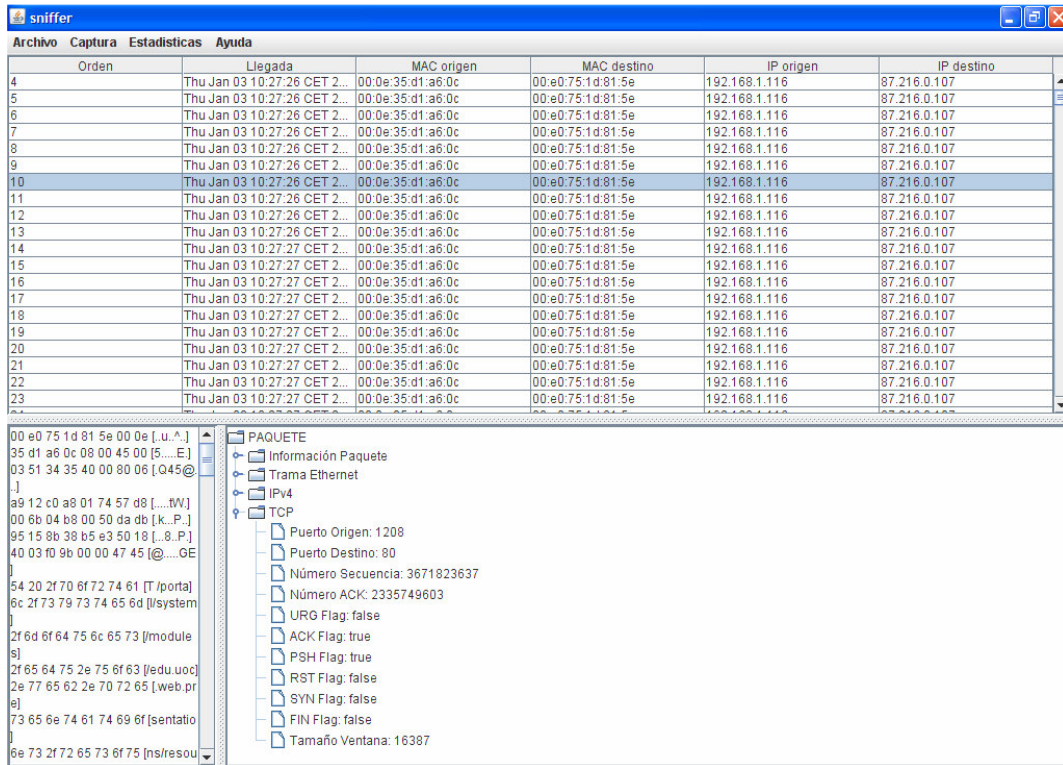 sniffer
Archivo Captura Estadisticas Ayuda
Orden Llegada MAC origen MAC destino IP origen IP destino
4 Thu Jan 03 10:27:26 CET 2... 00:0e:35:d1:a6:0c 00:e0:75:1d:81:5e 192.168.1.116 87.216.0.107
5 Thu Jan 03 10:27:26 CET 2... 00:0e:35:d1:a6:0c 00:e0:75:1d:81:5e 192.168.1.116 87.216.0.107
6 Thu Jan 03 10:27:26 CET 2... 00:0e:35:d1:a6:0c 00:e0:75:1d:81:5e 192.168.1.116 87.216.0.107
7 Thu Jan 03 10:27:26 CET 2... 00:0e:35:d1:a6:0c 00:e0:75:1d:81:5e 192.168.1.116 87.216.0.107
8 Thu Jan 03 10:27:26 CET 2... 00:0e:35:d1:a6:0c 00:e0:75:1d:81:5e 192.168.1.116 87.216.0.107
9 Thu Jan 03 10:27:26 CET 2... 00:0e:35:d1:a6:0c 00:e0:75:1d:81:5e 192.168.1.116 87.216.0.107
10 Thu Jan 03 10:27:26 CET 2... 00:0e:35:d1:a6:0c 00:e0:75:1d:81:5e 192.168.1.116 87.216.0.107
11 Thu Jan 03 10:27:26 CET 2... 00:0e:35:d1:a6:0c 00:e0:75:1d:81:5e 192.168.1.116 87.216.0.107
12 Thu Jan 03 10:27:26 CET 2... 00:0e:35:d1:a6:0c 00:e0:75:1d:81:5e 192.168.1.116 87.216.0.107
13 Thu Jan 03 10:27:26 CET 2... 00:0e:35:d1:a6:0c 00:e0:75:1d:81:5e 192.168.1.116 87.216.0.107
14 Thu Jan 03 10:27:27 CET 2... 00:0e:35:d1:a6:0c 00:e0:75:1d:81:5e 192.168.1.116 87.216.0.107
15 Thu Jan 03 10:27:27 CET 2... 00:0e:35:d1:a6:0c 00:e0:75:1d:81:5e 192.168.1.116 87.216.0.107
16 Thu Jan 03 10:27:27 CET 2... 00:0e:35:d1:a6:0c 00:e0:75:1d:81:5e 192.168.1.116 87.216.0.107
17 Thu Jan 03 10:27:27 CET 2... 00:0e:35:d1:a6:0c 00:e0:75:1d:81:5e 192.168.1.116 87.216.0.107
18 Thu Jan 03 10:27:27 CET 2... 00:0e:35:d1:a6:0c 00:e0:75:1d:81:5e 192.168.1.116 87.216.0.107
19 Thu Jan 03 10:27:27 CET 2... 00:0e:35:d1:a6:0c 00:e0:75:1d:81:5e 192.168.1.116 87.216.0.107
20 Thu Jan 03 10:27:27 CET 2... 00:0e:35:d1:a6:0c 00:e0:75:1d:81:5e 192.168.1.116 87.216.0.107
21 Thu Jan 03 10:27:27 CET 2... 00:0e:35:d1:a6:0c 00:e0:75:1d:81:5e 192.168.1.116 87.216.0.107
22 Thu Jan 03 10:27:27 CET 2... 00:0e:35:d1:a6:0c 00:e0:75:1d:81:5e 192.168.1.116 87.216.0.107
23 Thu Jan 03 10:27:27 CET 2... 00:0e:35:d1:a6:0c 00:e0:75:1d:81:5e 192.168.1.116 87.216.0.107
00 e0 75 1d 81 5e 00 0e [..u..^..]
35 d1 a6 0c 08 00 45 00 [5.....E.]
03 51 34 35 40 00 80 06 [.Q45@.
..]
a9 12 c0 a8 01 74 57 d8 [.....tW.]
00 6b 04 b8 00 50 da db [.k...P..]
95 15 8b 38 b5 e3 50 18 [...8..P.]
40 03 f0 9b 00 00 47 45 [@.....GE
]
54 20 2f 70 6f 72 74 61 [T /porta]
6c 2f 73 79 73 74 65 6d [l/system
]
2f 6d 6f 64 75 6c 65 73 [/module
s]
2f 65 64 75 2e 75 6f 63 [/edu.uoc]
2e 77 65 62 2e 70 72 65 [.web.pr
e]
73 65 6e 74 61 74 69 6f [sentatio
]
6e 73 2f 72 65 73 6f 75 [ns/resou
PAQUETE
Información Paquete
Trama Ethernet
IPv4
TCP
Puerto Origen: 1208
Puerto Destino: 80
Número Secuencia: 3671823637
Número ACK: 2335749603
URG Flag: false
ACK Flag: true
PSH Flag: true
RST Flag: false
SYN Flag: false
FIN Flag: false
Tamaño Ventana: 16387